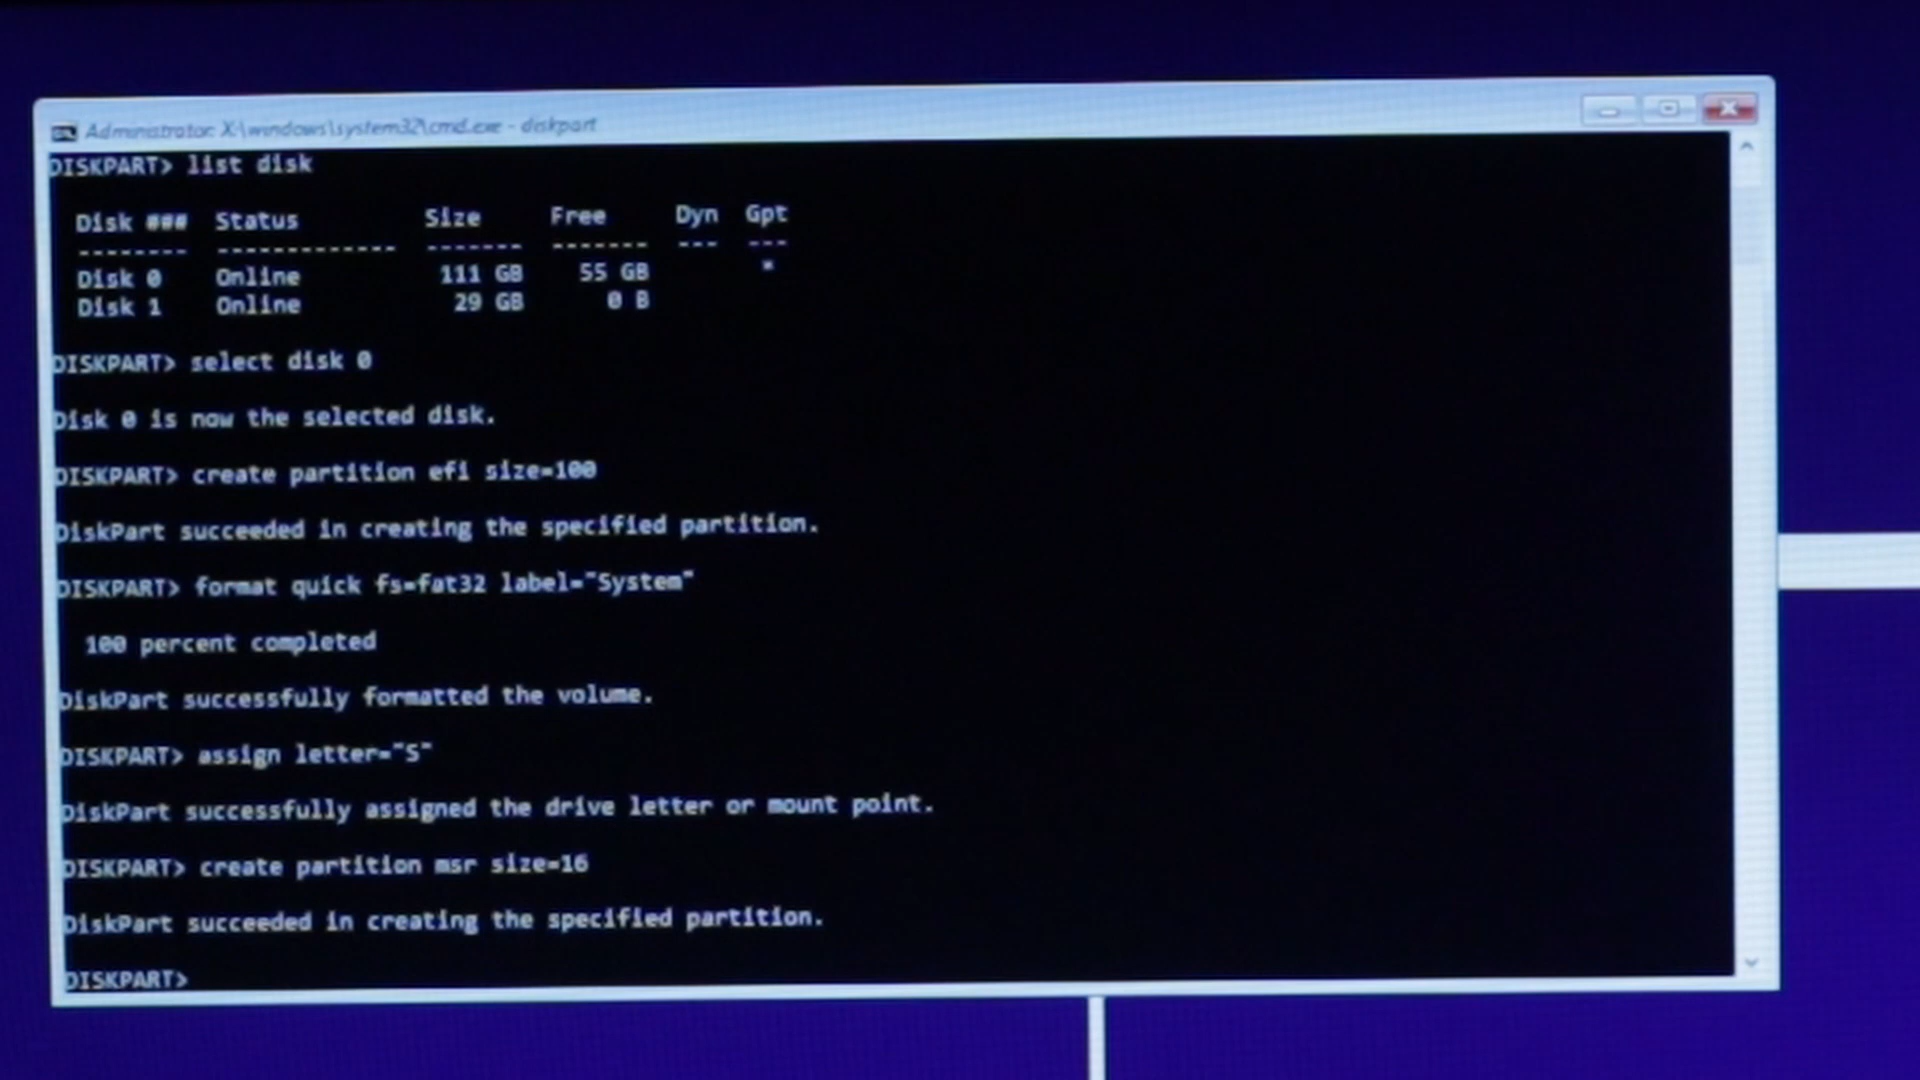 Administrator: X:\windows\system32\cmd.exe - diskpart
DISKPART> list disk
Disk ### Status Size Free Dyn Gpt
-------- ------------- ------- ------- --- ---
Disk 0 Online 111 GB 55 GB *
Disk 1 Online 29 GB 0 B
DISKPART> select disk 0
Disk 0 is now the selected disk.
DISKPART> create partition efi size=100
DiskPart succeeded in creating the specified partition.
DISKPART> format quick fs=fat32 label="System"
100 percent completed
DiskPart successfully formatted the volume.
DISKPART> assign letter="S"
DiskPart successfully assigned the drive letter or mount point.
DISKPART> create partition msr size=16
DiskPart succeeded in creating the specified partition.
DISKPART>